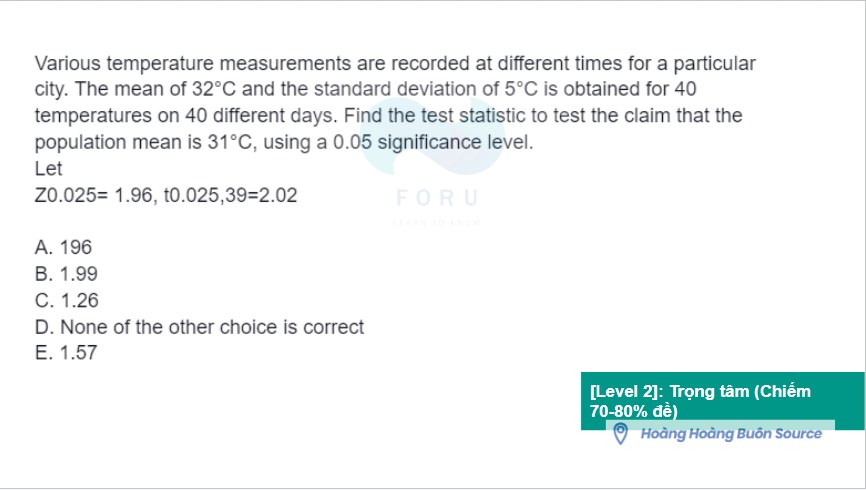 Various temperature measurements are recorded at different times for a particular
city. The mean of 32°C and the standard deviation of 5°C is obtained for 40
temperatures on 40 different days. Find the test statistic to test the claim that the
population mean is 31°C, using a 0.05 significance level.
Let
Z0.025= 1.96, t0.025,39=2.02
FORU
A. 196
B. 1.99
C. 1.26
D. None of the other choice is correct
E. 1.57
[Level 2]: Trọng tâm (Chiếm
70-80% đề)
Hoàng Hoàng Buôn Source